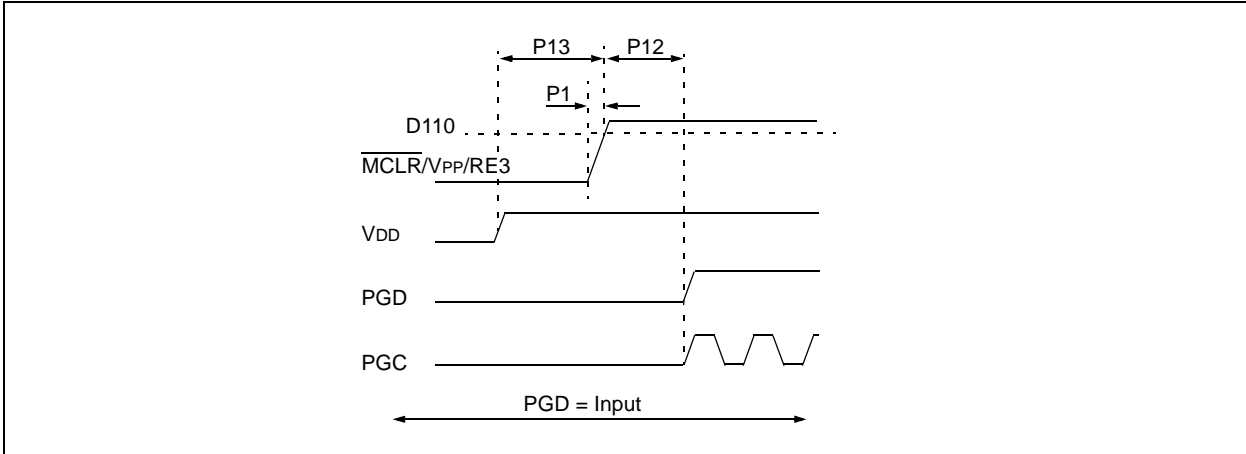 P13 P12
P1
D110
MCLR/VPP/RE3
VDD
PGD
PGC
PGD = Input